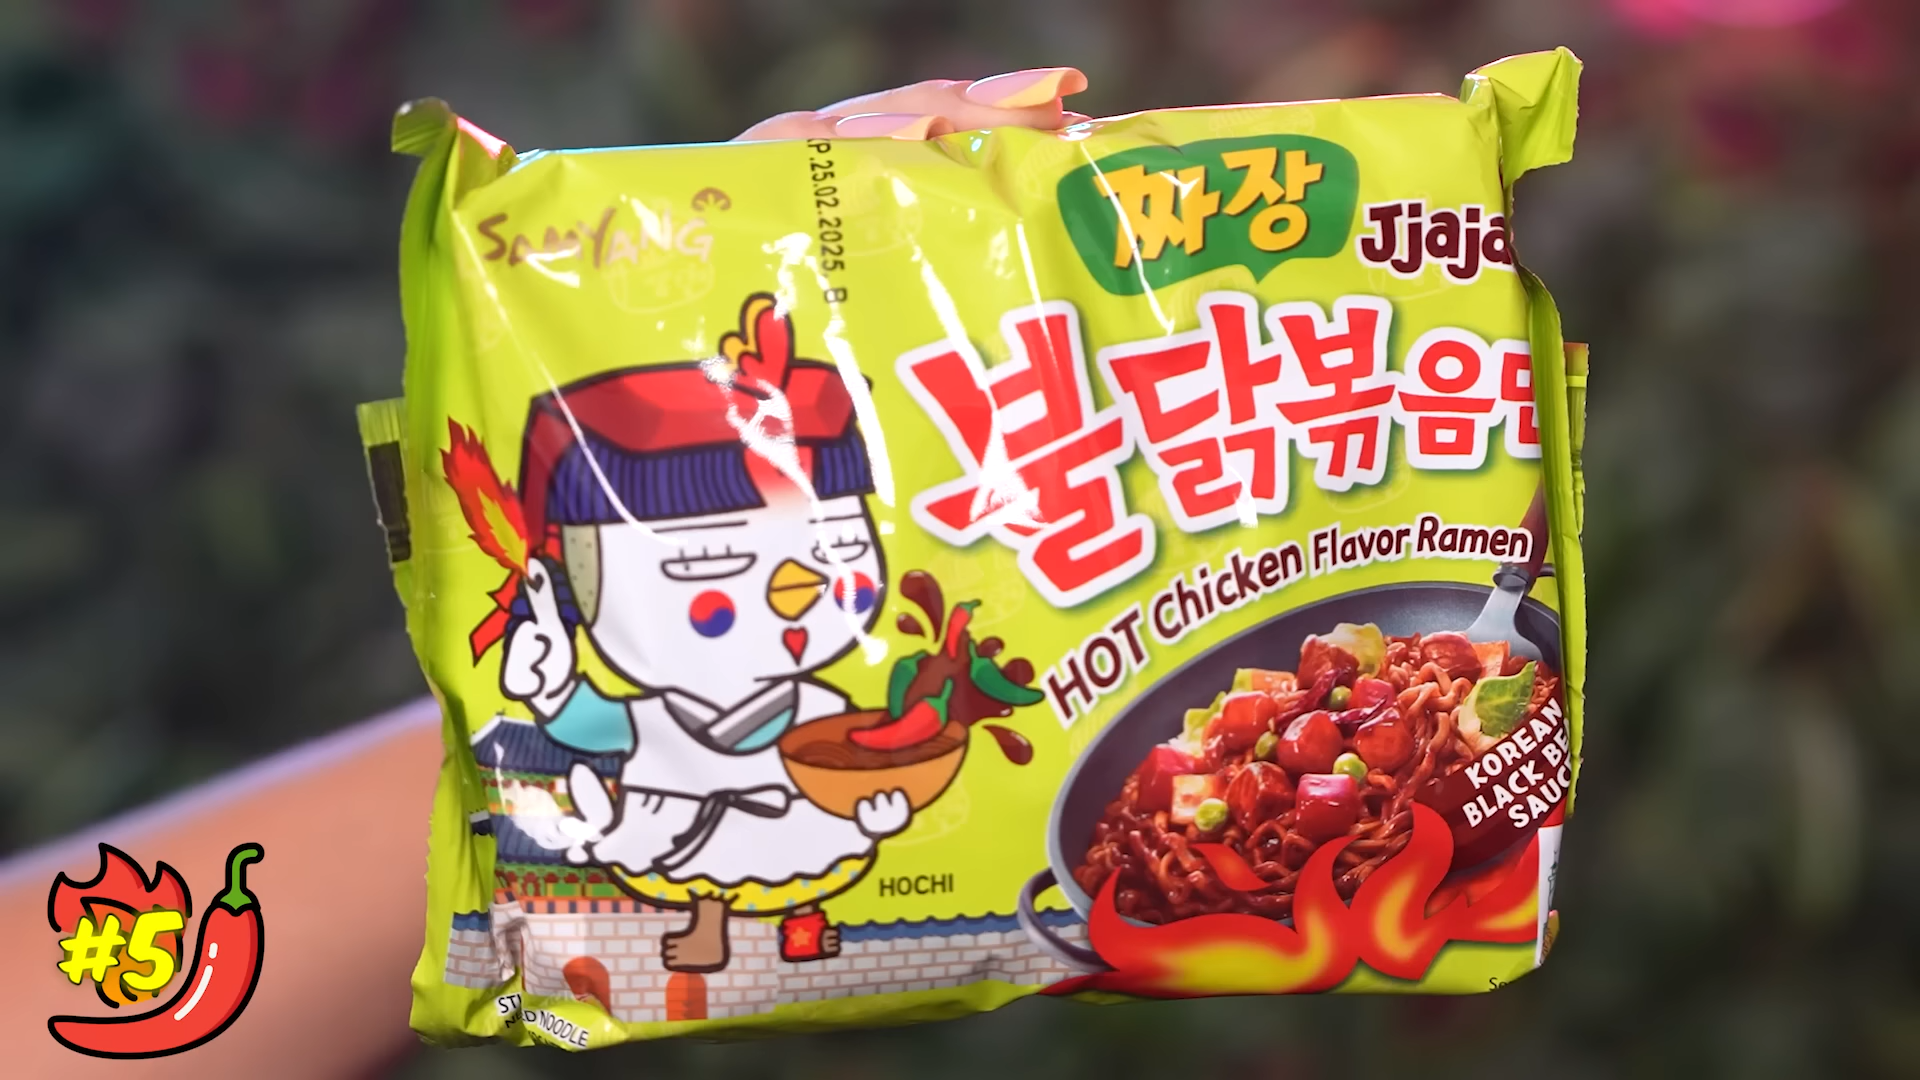 SAMYANG
P.25.02.2025. B
짜장
Jjaja
불닭볶음면
HOT Chicken Flavor Ramen
KOREAN
BLACK BE
SAUC
HOCHI
NOODLE
#5